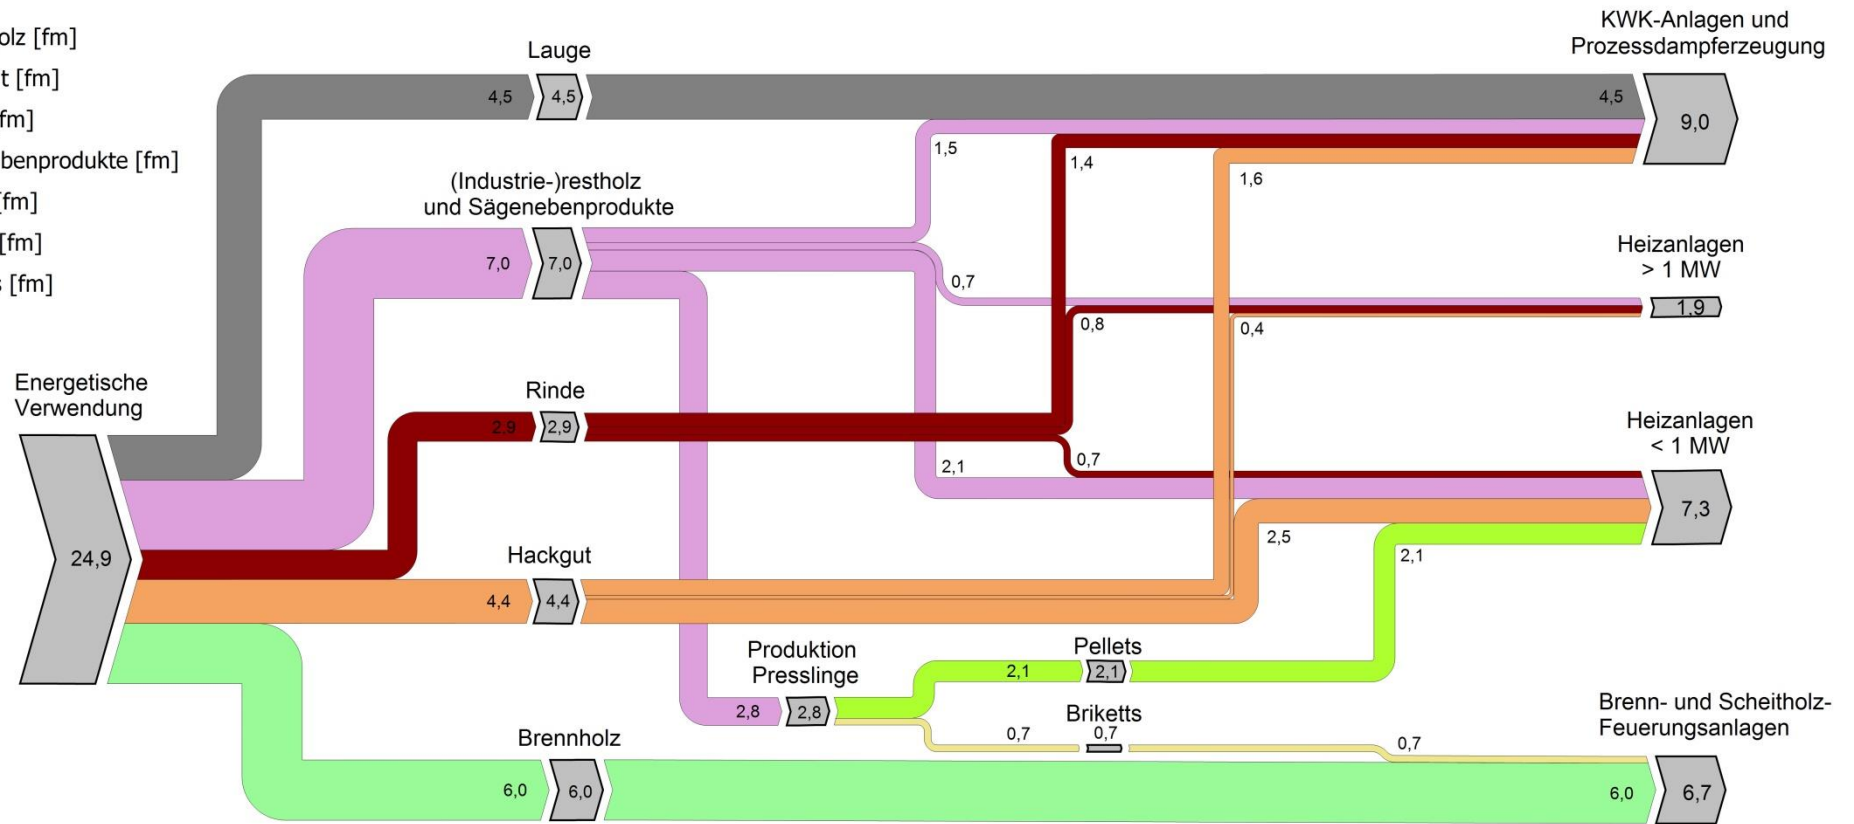 olz [fm]
t [fm]
fm]
benprodukte [fm]
[fm]
[fm]
s [fm]
Lauge
4,5
4,5
4,5
KWK-Anlagen und
Prozessdampferzeugung
9,0
1,5
1,4
1,6
(Industrie-)restholz
und Sägenebenprodukte
7,0
7,0
0,7
Heizanlagen
> 1 MW
1.9
0,8
0,4
Energetische
Verwendung
24,9
Rinde
2,9
2,9
2,1
0,7
Heizanlagen
< 1 MW
7,3
Hackgut
4,4
4,4
2,5
2,1
Produktion
Presslinge
2,8
2,8
Pellets
2,1
2,1
Briketts
0,7
0,7
0,7
Brenn- und Scheitholz-
Feuerungsanlagen
Brennholz
6,0
6,0
6,0
6,7